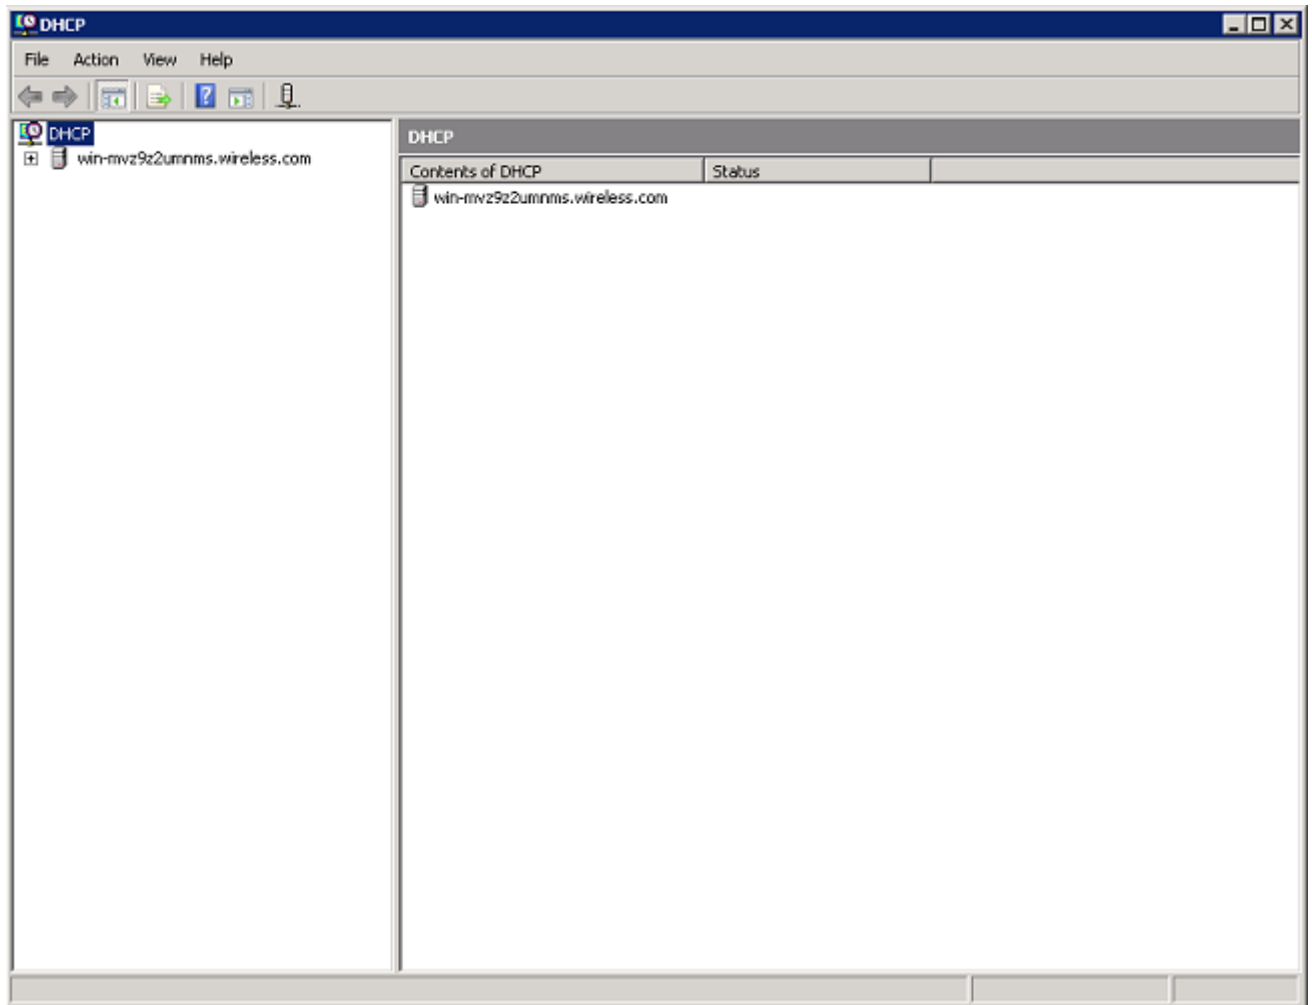 DHCP
File Action View Help
DHCP
win-mvz9z2umnms.wireless.com
DHCP
Contents of DHCP Status
win-mvz9z2umnms.wireless.com